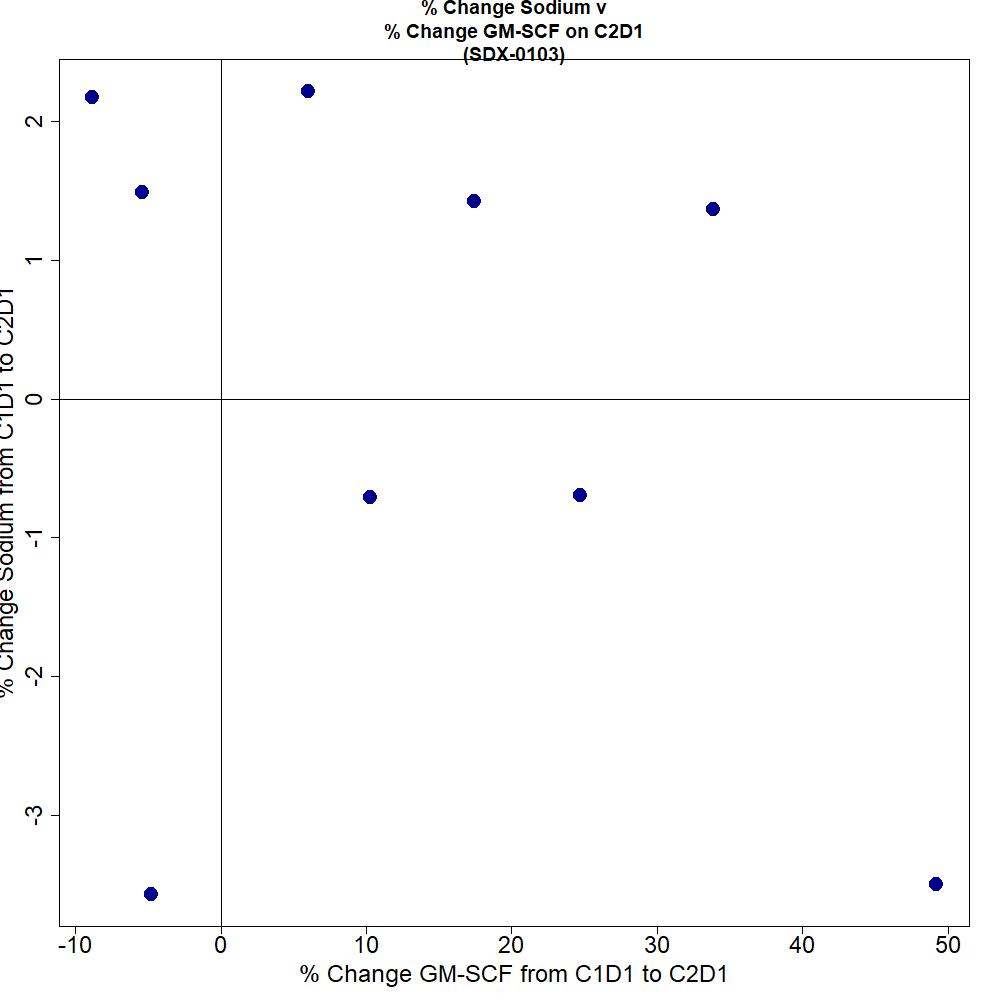 % Change Sodium v
% Change GM-SCF on C2D1
(SDX-0103)
% Change Sodium from C1D1 to C2D1
2
1
0
-1
-2
-3
-10 0 10 20 30 40 50
% Change GM-SCF from C1D1 to C2D1